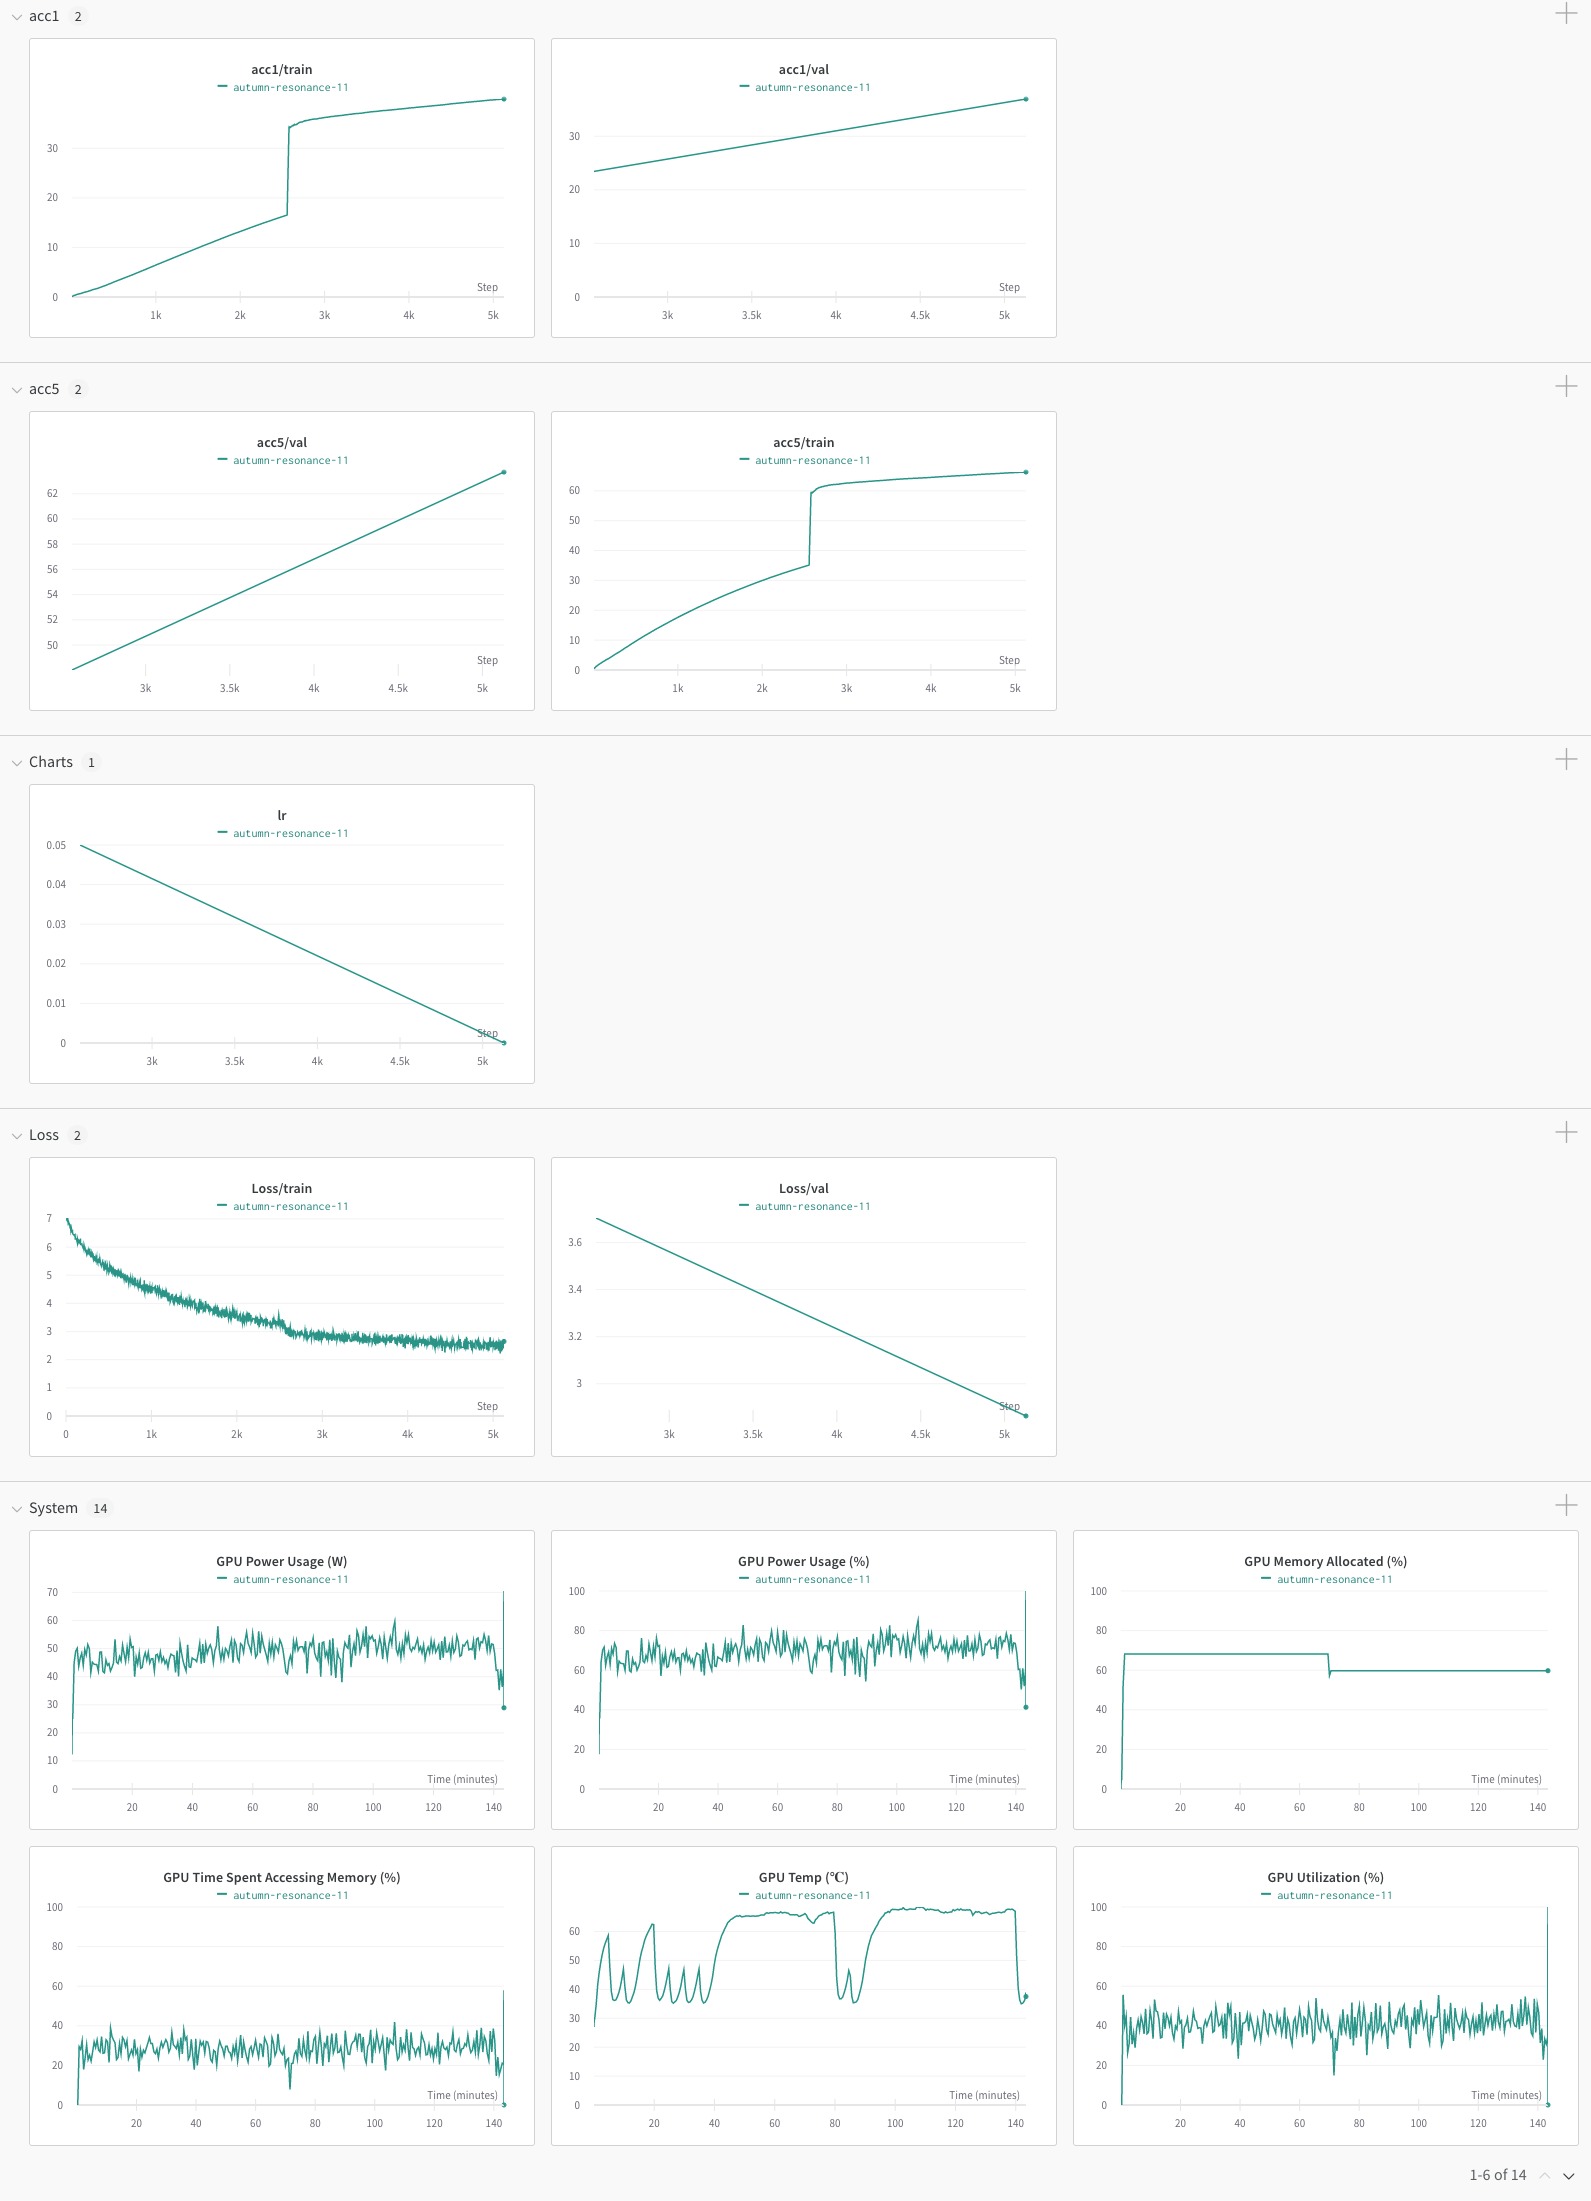 acc1 2
acc1/train
autumn-resonance-11
30
20
10
0
Step
1k 2k 3k 4k 5k
acc1/val
autumn-resonance-11
30
20
10
0
Step
3k 3.5k 4k 4.5k 5k
acc5 2
acc5/val
autumn-resonance-11
62
60
58
56
54
52
50
Step
3k 3.5k 4k 4.5k 5k
acc5/train
autumn-resonance-11
60
50
40
30
20
10
0
Step
1k 2k 3k 4k 5k
Charts 1
lr
autumn-resonance-11
0.05
0.04
0.03
0.02
0.01
0
Step
3k 3.5k 4k 4.5k 5k
Loss 2
Loss/train
autumn-resonance-11
7
6
5
4
3
2
1
0
Step
0 1k 2k 3k 4k 5k
Loss/val
autumn-resonance-11
3.6
3.4
3.2
3
Step
3k 3.5k 4k 4.5k 5k
System 14
GPU Power Usage (W)
autumn-resonance-11
70
60
50
40
30
20
10
0
Time (minutes)
20 40 60 80 100 120 140
GPU Power Usage (%)
autumn-resonance-11
100
80
60
40
20
0
Time (minutes)
20 40 60 80 100 120 140
GPU Memory Allocated (%)
autumn-resonance-11
100
80
60
40
20
0
Time (minutes)
20 40 60 80 100 120 140
GPU Time Spent Accessing Memory (%)
autumn-resonance-11
100
80
60
40
20
0
Time (minutes)
20 40 60 80 100 120 140
GPU Temp (℃)
autumn-resonance-11
60
50
40
30
20
10
0
Time (minutes)
20 40 60 80 100 120 140
GPU Utilization (%)
autumn-resonance-11
100
80
60
40
20
0
Time (minutes)
20 40 60 80 100 120 140
1-6 of 14